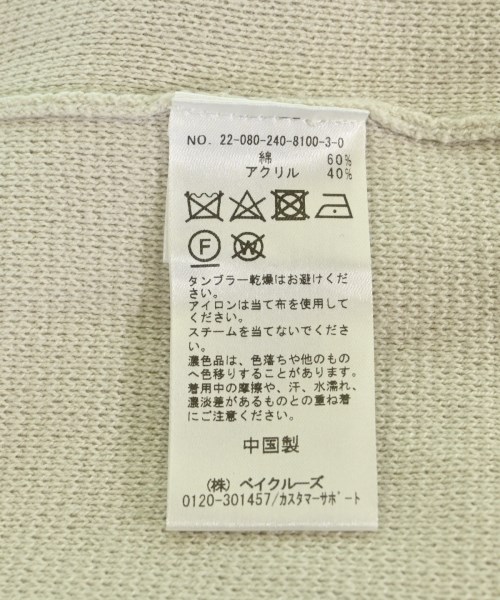 NO. 22-080-240-8100-3-0
綿 60%
アクリル 40%
F W
タンブラー乾燥はお避けくだ
さい。
アイロンは当て布を使用して
ください。
スチームを当てないでくださ
い。
濃色品は、色落ちや他のもの
へ色移りすることがあります。
着用中の摩擦や、汗、水濡れ、
濃淡差があるものとの重ね着
にご注意ください。
中国製
(株) ベイクルーズ
0120-301457/カスタマーサポート